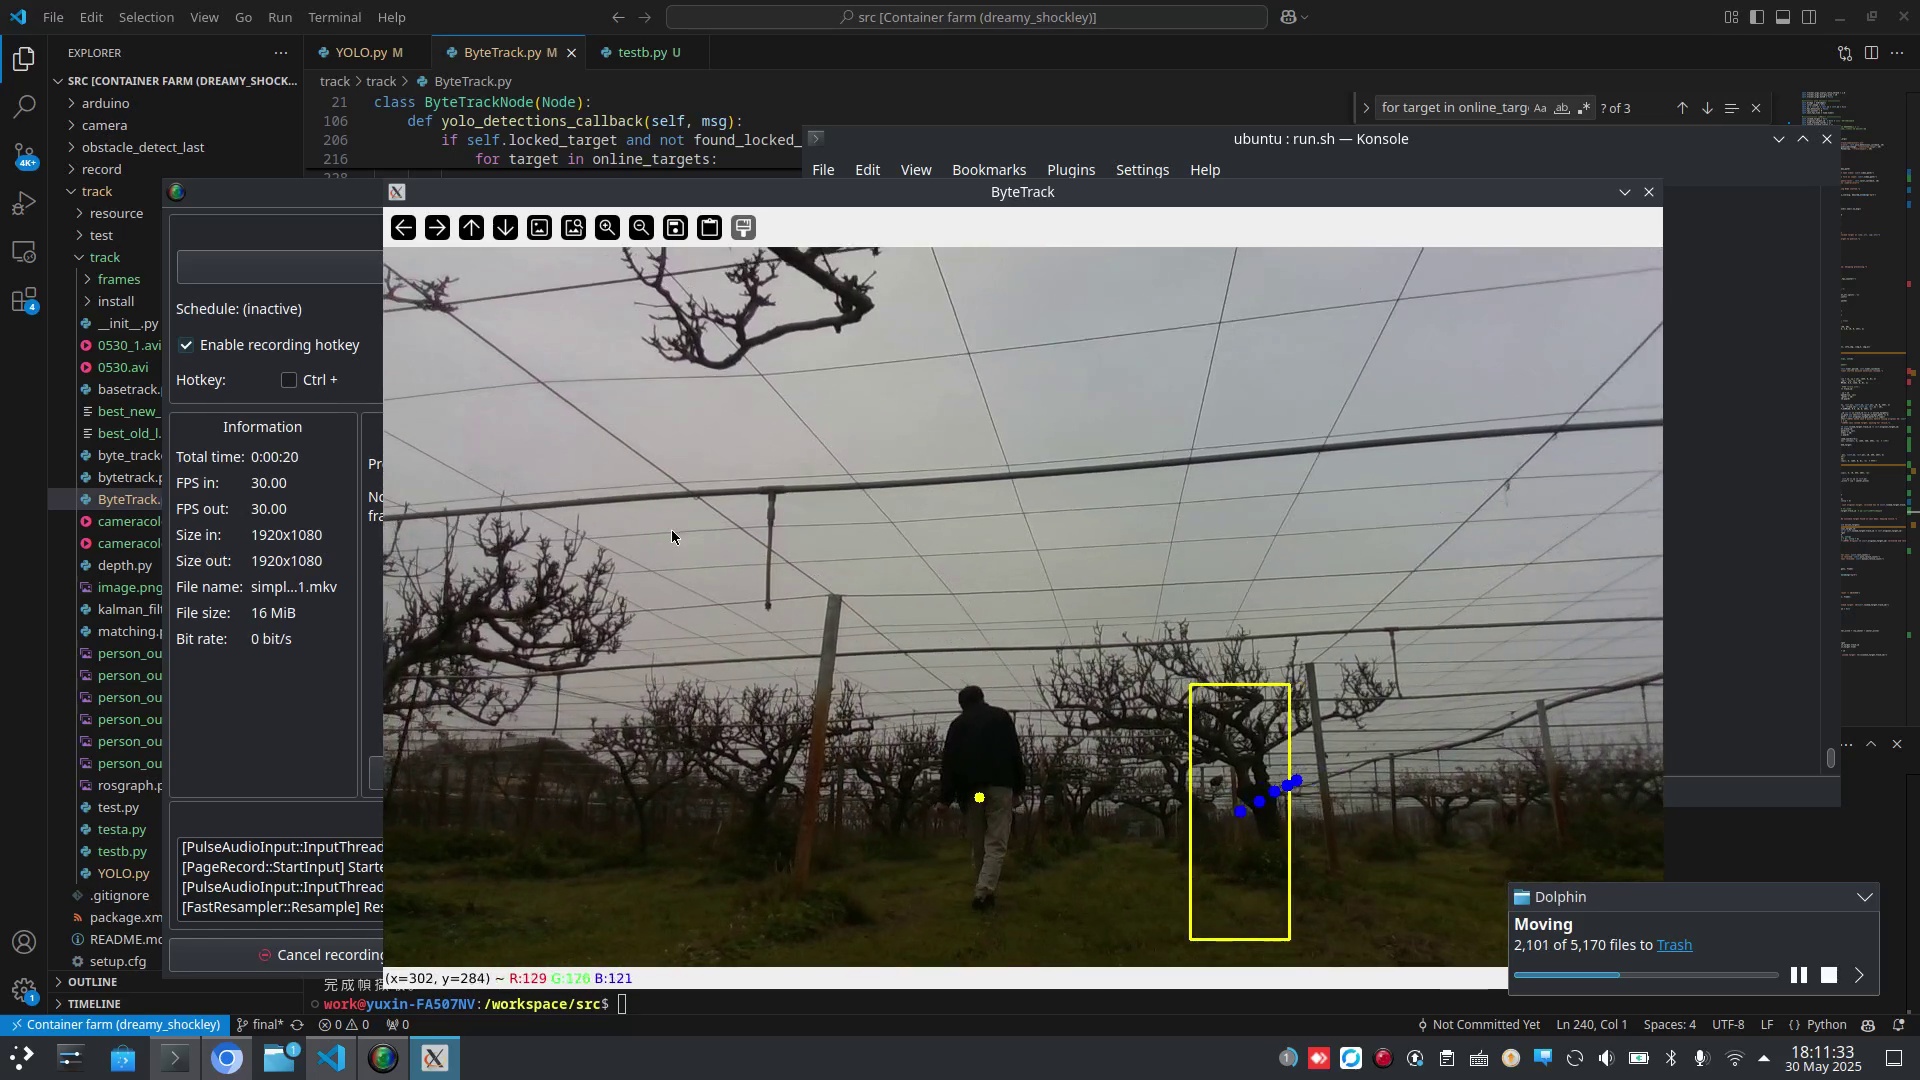 File Edit Selection View Go Run Terminal Help
src [Container farm (dreamy_shockley)]
EXPLORER
YOLO.py M
ByteTrack.py M
testb.py U
SRC [CONTAINER FARM (DREAMY_SHOCK...
track > track > ByteTrack.py
arduino
camera
obstacle_detect_last
record
track
resource
test
track
frames
install
__init__.py
0530_1.avi
0530.avi
basetrack.
best_new_
best_old_l.
byte_track
bytetrack.p
ByteTrack.
cameracol
cameracol
depth.py
image.png
kalman_filt
matching.p
person_ou
person_ou
person_ou
person_ou
person_ou
person_ou
rosgraph.p
test.py
testa.py
testb.py
YOLO.py
.gitignore
package.xm
README.md
setup.cfg
OUTLINE
TIMELINE
4K+
4
1
21 class ByteTrackNode(Node):
106 def yolo_detections_callback(self, msg):
206 if self.locked_target and not found_locked_
216 for target in online_targets:
for target in online_targ
Aa ab
? of 3
ubuntu : run.sh — Konsole
File Edit View Bookmarks Plugins Settings Help
ByteTrack
Schedule: (inactive)
Enable recording hotkey
Hotkey: Ctrl +
Information
Total time: 0:00:20
FPS in: 30.00
FPS out: 30.00
Size in: 1920x1080
Size out: 1920x1080
File name: simpl...1.mkv
File size: 16 MiB
Bit rate: 0 bit/s
[PulseAudioInput::InputThread
[PageRecord::StartInput] Starte
[PulseAudioInput::InputThread
[FastResampler::Resample] Res
Cancel recording
(x=302, y=284) ~ R:129 G:126 B:121
work@yuxin-FA507NV:/workspace/src$
Dolphin
Moving
2,101 of 5,170 files to Trash
Container farm (dreamy_shockley)
final*
0 0
0
Not Committed Yet
Ln 240, Col 1
Spaces: 4
UTF-8
LF
{} Python
1
1
18:11:33
30 May 2025